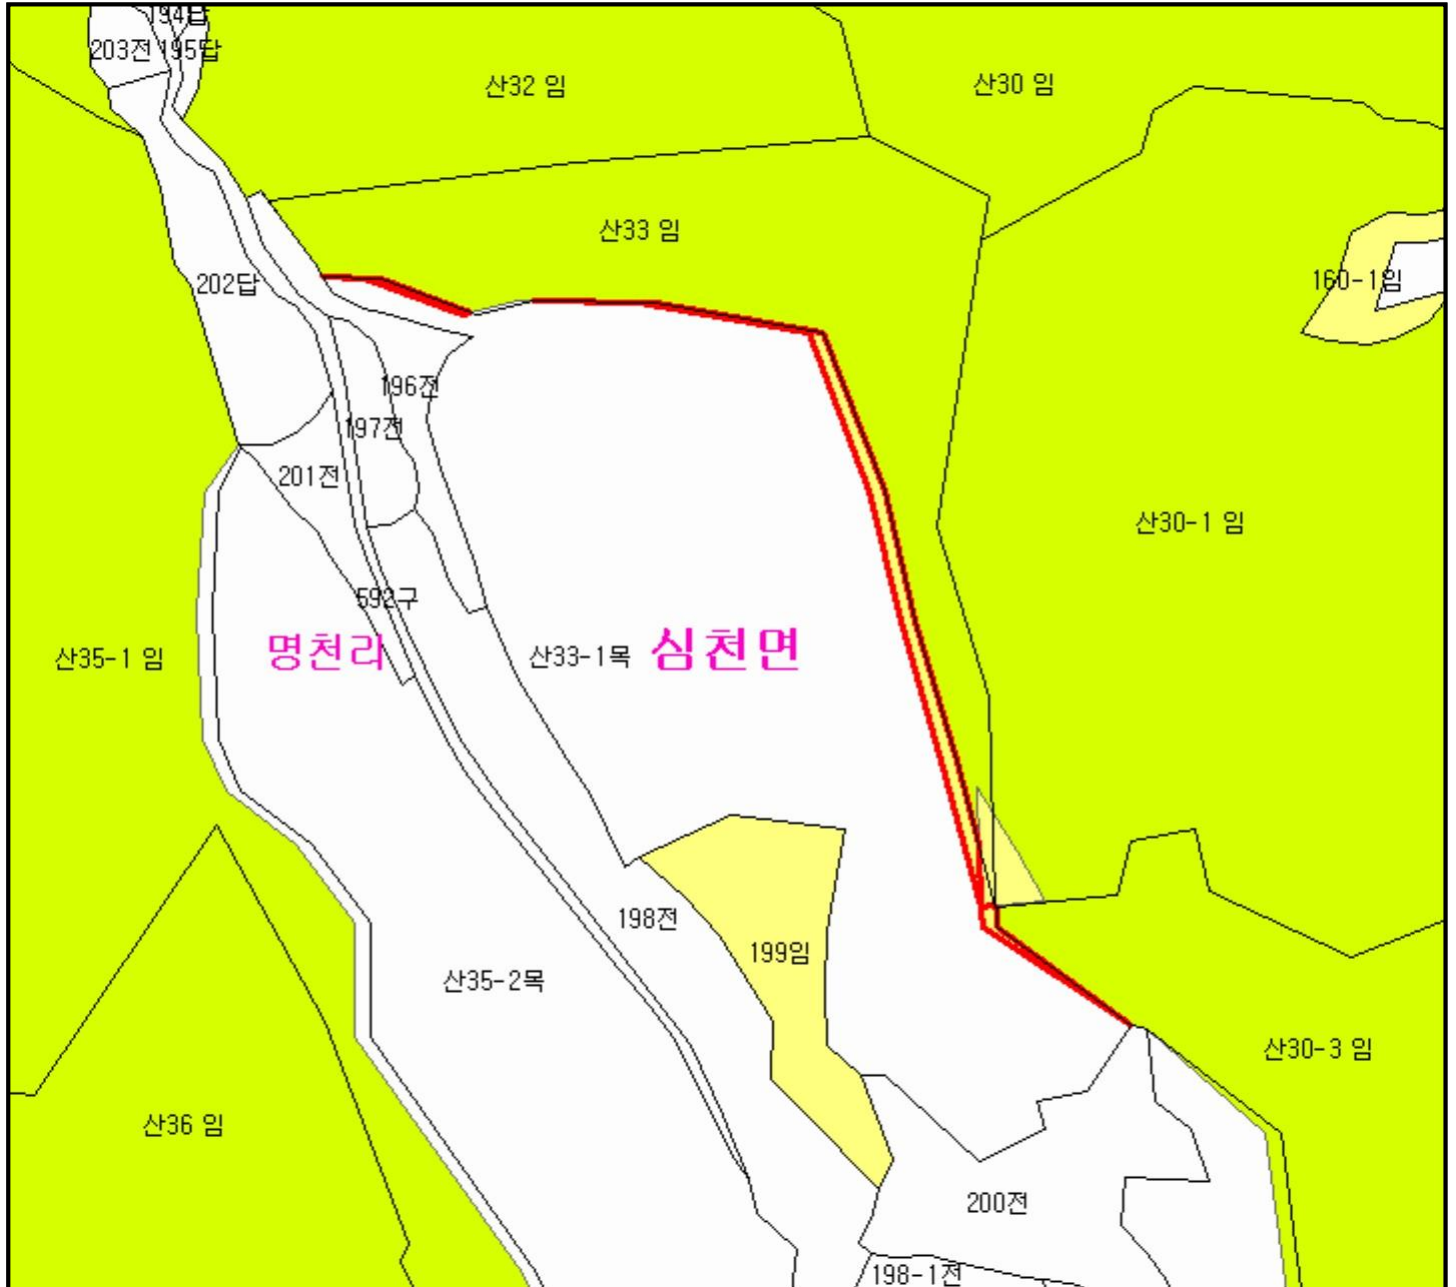 194답
203전 195답
산32 임
산30 임
산33 임
202답
160-1임
196전
197전
201전
산30-1 임
592구
산35-1 임
명천리
산33-1목
심천면
198전
199임
산35-2목
산30-3 임
산36 임
200전
198-1전